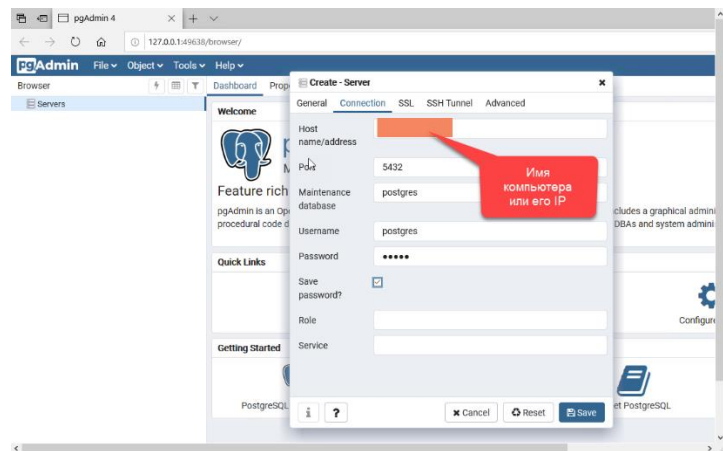 pgAdmin 4
127.0.0.1:49638/browser/
pgAdmin File Object Tools Help
Browser
Dashboard
Servers
Welcome
Feature rich
pgAdmin is an Op
procedural code d
cludes a graphical admini
DBAs and system admini
Quick Links
Configure
Getting Started
PostgreSQL
et PostgreSQL
Create - Server
General Connection SSL SSH Tunnel Advanced
Host
name/address
Port 5432
Maintenance
database
postgres
Username postgres
Password •••••
Save
password?
Role
Service
i ? Cancel Reset Save
Имя
компьютера
или его IP